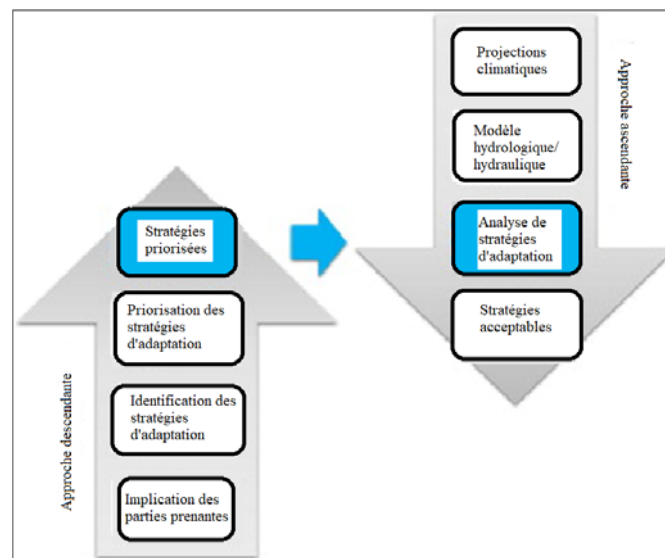 Projections
climatiques
Modèle
hydrologique/
hydraulique
Analyse de
stratégies
d'adaptation
Stratégies
acceptables
Approche ascendante
Stratégies
priorisées
Priorisation des
stratégies
d'adaptation
Identification des
stratégies
d'adaptation
Implication des
parties prenantes
Approche descendante